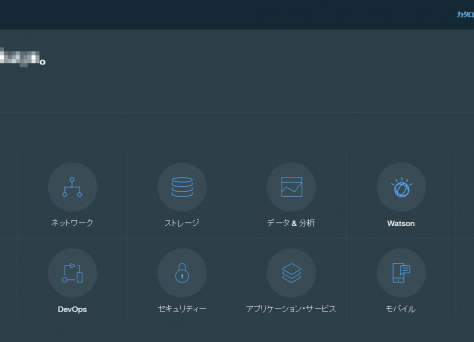 カタロ
。
ネットワーク
ストレージ
データ & 分析
Watson
DevOps
セキュリティー
アプリケーション・サービス
モバイル